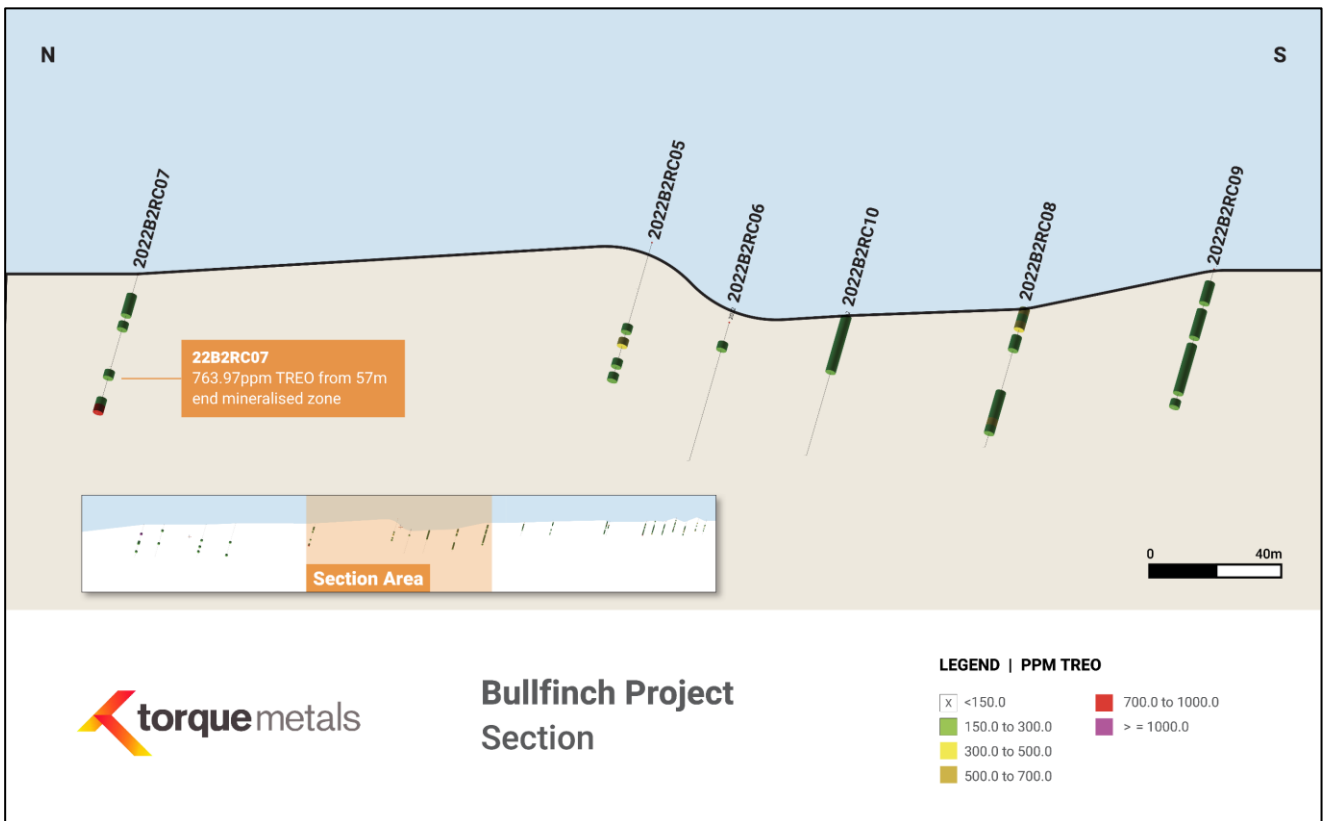 N
S
2022B2RC07
2022B2RC05
2022B2RC06
2022B2RC10
2022B2RC08
2022B2RC09
22B2RC07
763.97ppm TREO from 57m
end mineralised zone
Section Area
0 40m
torquemetals
Bullfinch Project
Section
LEGEND | PPM TREO
X <150.0
150.0 to 300.0
300.0 to 500.0
500.0 to 700.0
700.0 to 1000.0
> = 1000.0